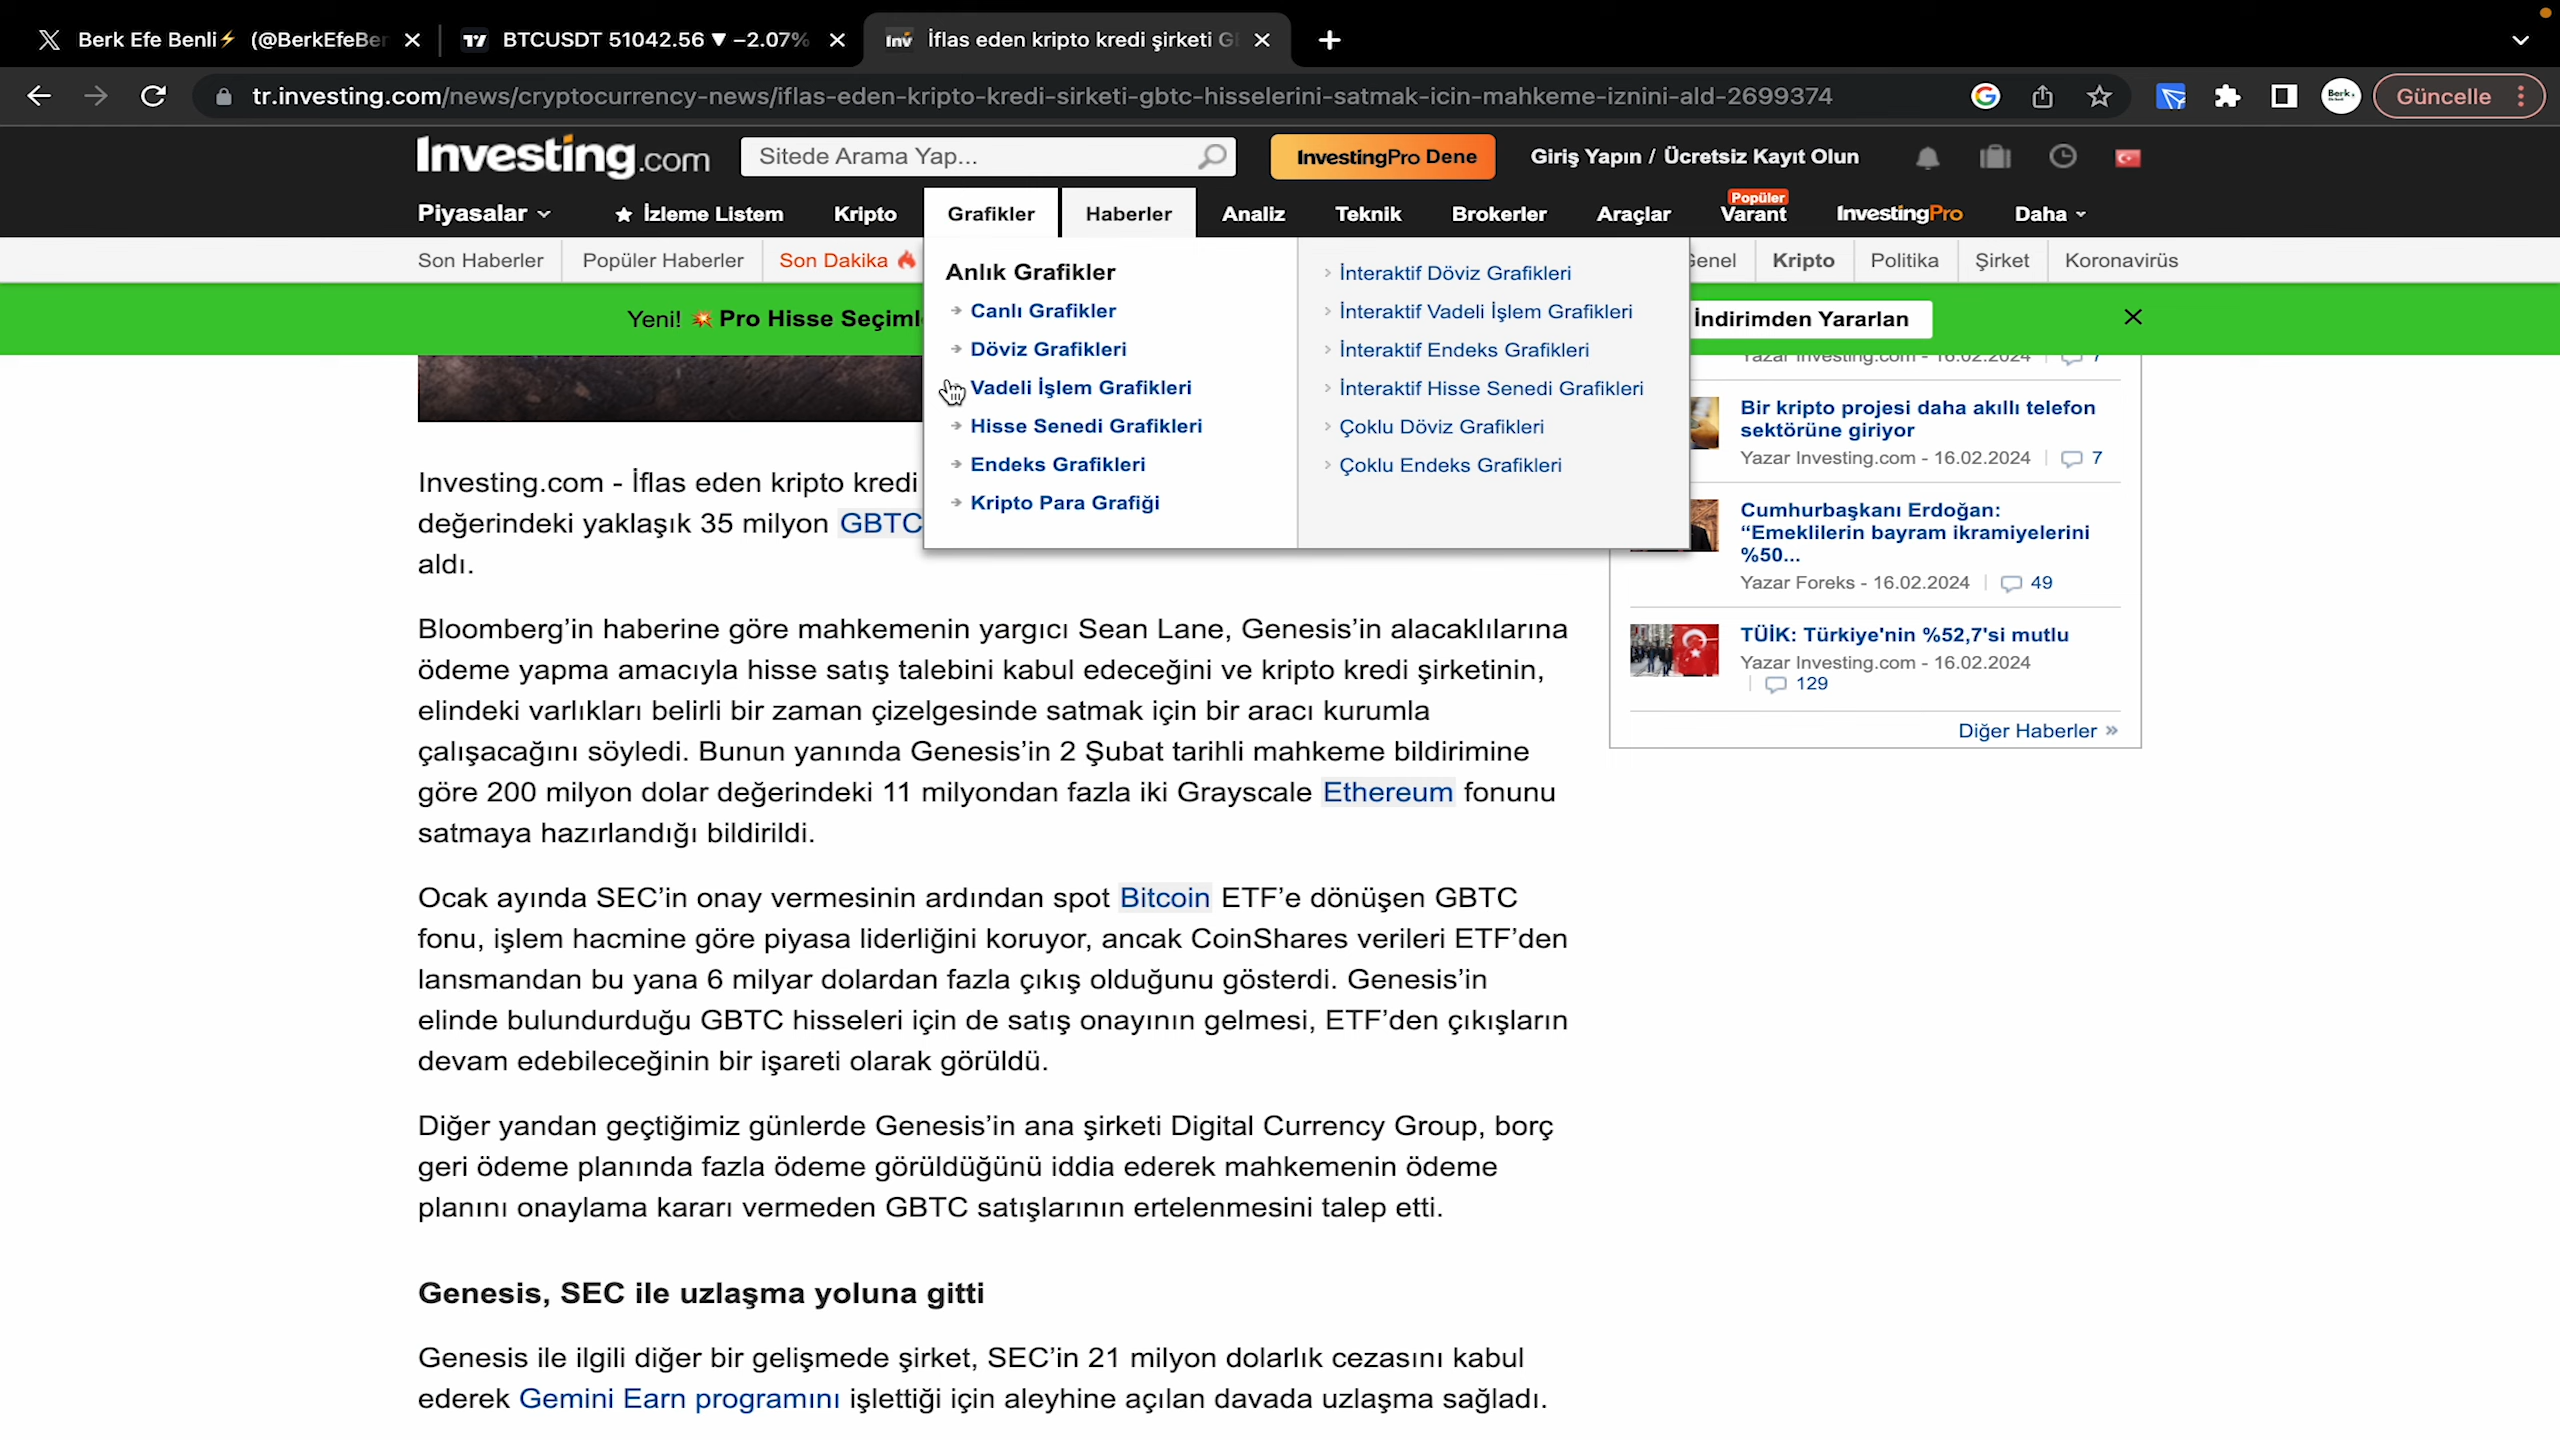 Berk Efe Benli⚡ (@BerkEfeBer
BTCUSDT 51042.56 ▼ −2.07%
Inv İflas eden kripto kredi şirketi G
tr.investing.com/news/cryptocurrency-news/iflas-eden-kripto-kredi-sirketi-gbtc-hisselerini-satmak-icin-mahkeme-iznini-ald-2699374
Güncelle
Investing.com
Sitede Arama Yap...
InvestingPro Dene
Giriş Yapın / Ücretsiz Kayıt Olun
Popüler
Piyasalar
İzleme Listem
Kripto
Grafikler
Haberler
Analiz
Teknik
Brokerler
Araçlar
Varant
InvestingPro
Daha
Son Haberler
Popüler Haberler
Son Dakika
Kripto
Politika
Şirket
Koronavirüs
Yeni! 💥 Pro Hisse Seçiml
İndirimden Yararlan
Anlık Grafikler
Canlı Grafikler
Döviz Grafikleri
Vadeli İşlem Grafikleri
Hisse Senedi Grafikleri
Endeks Grafikleri
Kripto Para Grafiği
İnteraktif Döviz Grafikleri
İnteraktif Vadeli İşlem Grafikleri
İnteraktif Endeks Grafikleri
İnteraktif Hisse Senedi Grafikleri
Çoklu Döviz Grafikleri
Çoklu Endeks Grafikleri
Investing.com - İflas eden kripto kredi
değerindeki yaklaşık 35 milyon GBTC
aldı.
Bloomberg’in haberine göre mahkemenin yargıcı Sean Lane, Genesis’in alacaklılarına
ödeme yapma amacıyla hisse satış talebini kabul edeceğini ve kripto kredi şirketinin,
elindeki varlıkları belirli bir zaman çizelgesinde satmak için bir aracı kurumla
çalışacağını söyledi. Bunun yanında Genesis’in 2 Şubat tarihli mahkeme bildirimine
göre 200 milyon dolar değerindeki 11 milyondan fazla iki Grayscale Ethereum fonunu
satmaya hazırlandığı bildirildi.
Ocak ayında SEC’in onay vermesinin ardından spot Bitcoin ETF’e dönüşen GBTC
fonu, işlem hacmine göre piyasa liderliğini koruyor, ancak CoinShares verileri ETF’den
lansmandan bu yana 6 milyar dolardan fazla çıkış olduğunu gösterdi. Genesis’in
elinde bulundurduğu GBTC hisseleri için de satış onayının gelmesi, ETF’den çıkışların
devam edebileceğinin bir işareti olarak görüldü.
Diğer yandan geçtiğimiz günlerde Genesis’in ana şirketi Digital Currency Group, borç
geri ödeme planında fazla ödeme görüldüğünü iddia ederek mahkemenin ödeme
planını onaylama kararı vermeden GBTC satışlarının ertelenmesini talep etti.
Genesis, SEC ile uzlaşma yoluna gitti
Genesis ile ilgili diğer bir gelişmede şirket, SEC’in 21 milyon dolarlık cezasını kabul
ederek Gemini Earn programını işlettiği için aleyhine açılan davada uzlaşma sağladı.
Yazar Investing.com - 16.02.2024 7
Bir kripto projesi daha akıllı telefon
sektörüne giriyor
Yazar Investing.com - 16.02.2024 7
Cumhurbaşkanı Erdoğan:
“Emeklilerin bayram ikramiyelerini
%50...
Yazar Foreks - 16.02.2024 49
TÜİK: Türkiye'nin %52,7'si mutlu
Yazar Investing.com - 16.02.2024
129
Diğer Haberler »